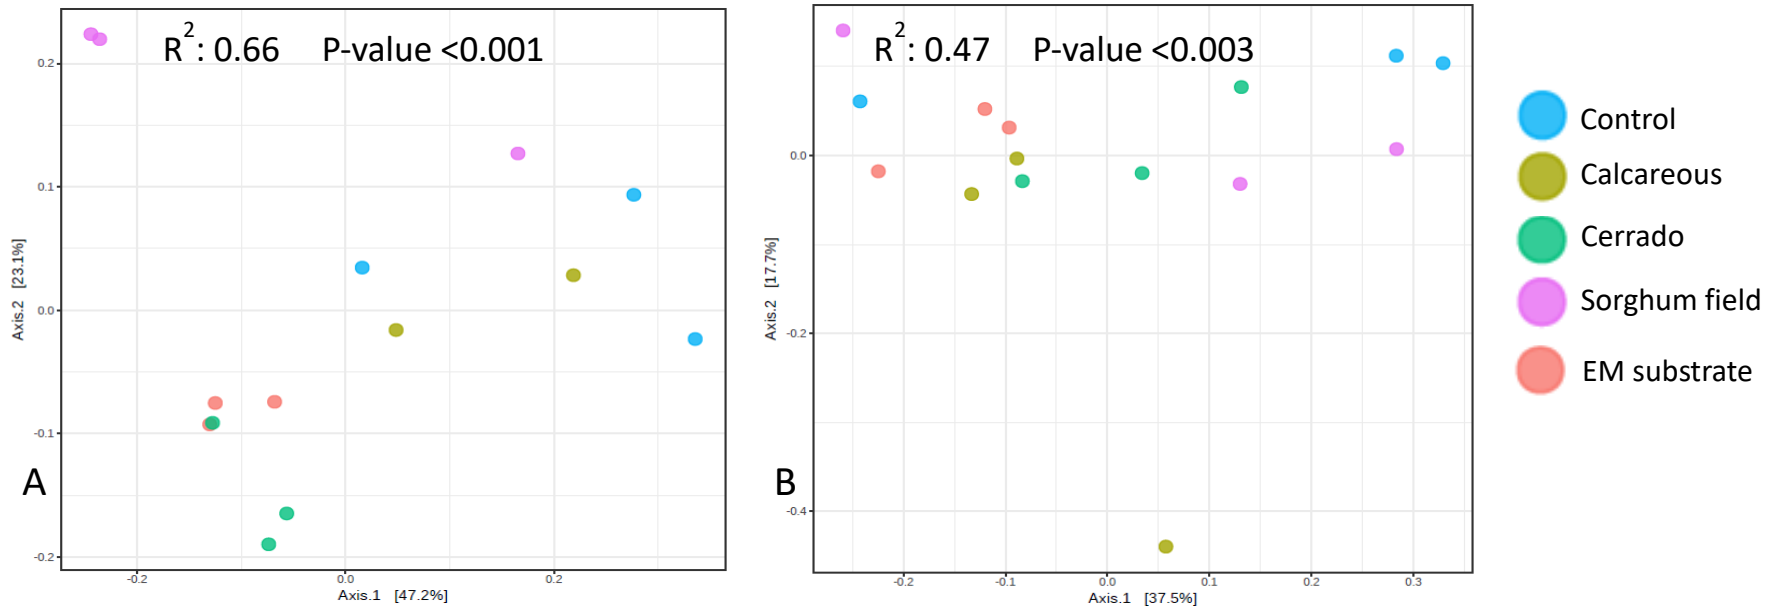 R²: 0.66 P-value <0.001
0.2
0.1
0.0
-0.1
-0.2
Axis.2 [23.1%]
A
-0.2
0.0
0.2
Axis.1 [47.2%]
R²: 0.47 P-value <0.003
0.0
-0.2
-0.4
Axis.2 [17.7%]
B
-0.2
-0.1
0.0
0.1
0.2
0.3
Axis.1 [37.5%]
Control
Calcareous
Cerrado
Sorghum field
EM substrate